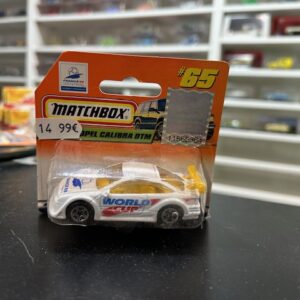 #65
MATCHBOX
14 99€
OPEL CALIBRA DTM
WORLD
CUP